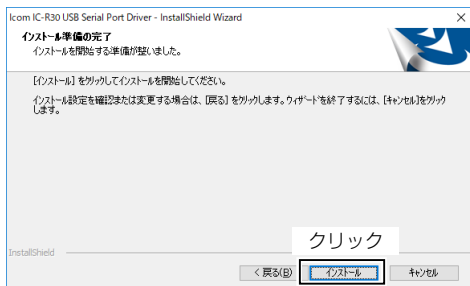 Icom IC-R30 USB Serial Port Driver - InstallShield Wizard
インストール準備の完了
インストールを開始する準備が整いました。
[インストール] をクリックしてインストールを開始してください。
インストール設定を確認または変更する場合は、[戻る] をクリックします。ウィザードを終了するには、[キャンセル]をクリック
します。
クリック
InstallShield
< 戻る(B)
インストール
キャンセル